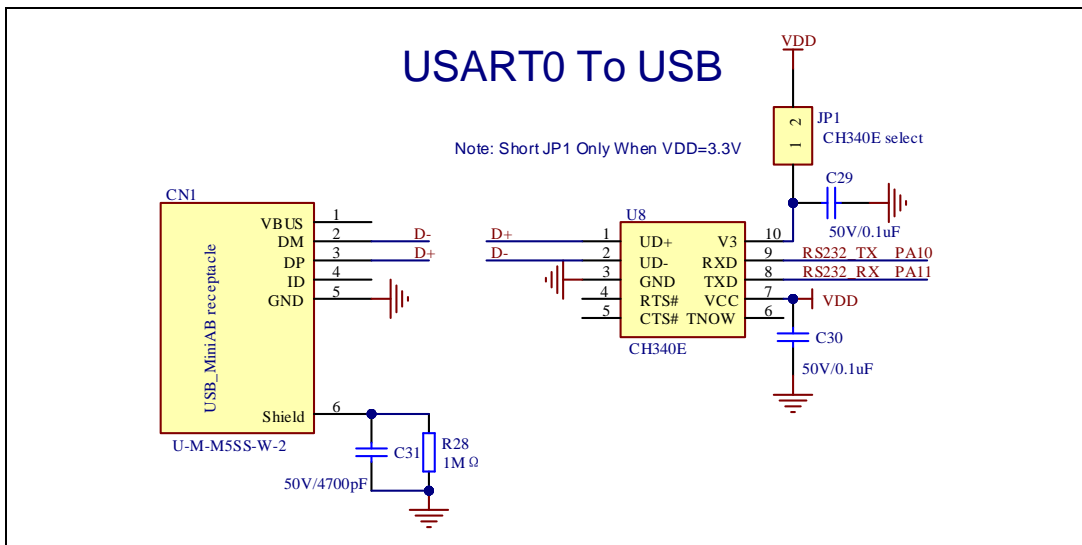 USART0 To USB
VDD
JP1
1 2
CH340E select
Note: Short JP1 Only When VDD=3.3V
C29
50V/0.1uF
CN1
VBUS 1
DM 2 D-
DP 3 D+
ID 4
GND 5
USB_MiniAB receptacle
Shield 6
U-M-M5SS-W-2
C31
50V/4700pF
R28
1MΩ
U8
D+ 1 UD+ V3 10
D- 2 UD- RXD 9 RS232_TX PA10
3 GND TXD 8 RS232_RX PA11
4 RTS# VCC 7 VDD
5 CTS# TNOW 6
CH340E
C30
50V/0.1uF